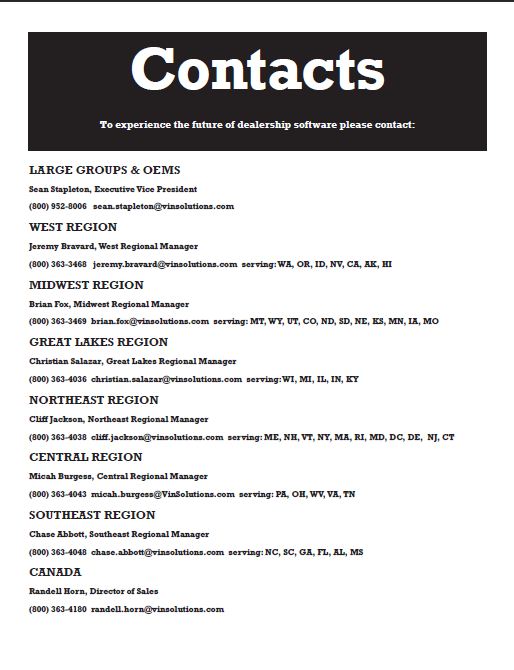 Contacts
To experience the future of dealership software please contact:
LARGE GROUPS & OEMS
Sean Stapleton, Executive Vice President
(800) 952-8006 sean.stapleton@vinsolutions.com
WEST REGION
Jeremy Bravard, West Regional Manager
(800) 363-3468 jeremy.bravard@vinsolutions.com serving: WA, OR, ID, NV, CA, AK, HI
MIDWEST REGION
Brian Fox, Midwest Regional Manager
(800) 363-3469 brian.fox@vinsolutions.com serving: MT, WY, UT, CO, ND, SD, NE, KS, MN, IA, MO
GREAT LAKES REGION
Christian Salazar, Great Lakes Regional Manager
(800) 363-4036 christian.salazar@vinsolutions.com serving: WI, MI, IL, IN, KY
NORTHEAST REGION
Cliff Jackson, Northeast Regional Manager
(800) 363-4038 cliff.jackson@vinsolutions.com serving: ME, NH, VT, NY, MA, RI, MD, DC, DE, NJ, CT
CENTRAL REGION
Micah Burgess, Central Regional Manager
(800) 363-4043 micah.burgess@VinSolutions.com serving: PA, OH, WV, VA, TN
SOUTHEAST REGION
Chase Abbott, Southeast Regional Manager
(800) 363-4048 chase.abbott@vinsolutions.com serving: NC, SC, GA, FL, AL, MS
CANADA
Randell Horn, Director of Sales
(800) 363-4180 randell.horn@vinsolutions.com